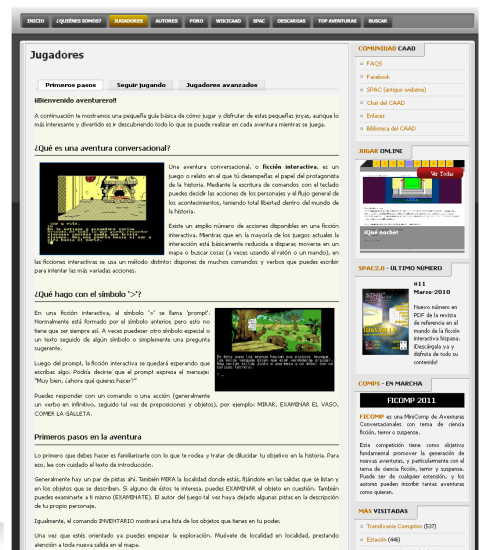 INICIO ¿QUIÉNES SOMOS? JUGADORES AUTORES FORO WIKICAAD SPAC DESCARGAS TOP AVENTURAS BUSCAR
Jugadores
Primeros pasos Seguir jugando Jugadores avanzados
¡¡Bienvenido aventurero!!
A continuación te mostramos una pequeña guía básica de cómo jugar y disfrutar de estas pequeñas joyas, aunque lo
más interesante y divertido es ir descubriendo todo lo que se puede realizar en cada aventura mientras se juega.
¿Qué es una aventura conversacional?
Una aventura conversacional, o ficción interactiva, es un
juego o relato en el que tú desempeñas el papel del protagonista
de la historia. Mediante la escritura de comandos con el teclado
puedes decidir las acciones de los personajes y el flujo general de
los acontecimientos, teniendo total libertad dentro del mundo de
la historia.
Existe un amplio número de acciones disponibles en una ficción
interactiva. Mientras que en la mayoría de los juegos actuales la
interacción está básicamente reducida a disparar, moverse en un
mapa o buscar cosas (a veces usando el ratón o un mando), en
las ficciones interactivas se usa un método distinto: dispones de muchos comandos y verbos que puedes escribir
para intentar las más variadas acciones.
¿Qué hago con el símbolo '>'?
En una ficción interactiva, el símbolo '>' se llama 'prompt'.
Normalmente está formado por el símbolo anterior pero esto no
tiene que ser siempre así. A veces puedeser otro símbolo especial o
un texto seguido de algún símbolo o simplemente una pregunta
sugerente.
Luego del prompt, la ficción interactiva se quedará esperando que
escribas algo. Podría decirse que el prompt expresa el mensaje:
"Muy bien, ¿ahora qué quieres hacer?"
Puedes responder con un comando o una acción (generalmente
un verbo en infinitivo, seguido tal vez de preposiciones y objetos), por ejemplo: MIRAR, EXAMINAR EL VASO,
COMER LA GALLETA.
Primeros pasos en la aventura
Lo primero que debes hacer es familiarizarte con lo que te rodea y tratar de dilucidar tu objetivo en la historia. Para
eso, lee con cuidado el texto de introducción.
Generalmente hay un par de pistas ahí. También MIRA la localidad donde estás, fijándote en las salidas que se listan y
en los objetos que se describen. Si alguno de éstos te interesa, puedes EXAMINAR el objeto en cuestión. También
puedes examinarte a ti mismo (EXAMINATE). El autor del juego tal vez haya dejado algunas pistas en la descripción
de tu propio personaje.
Igualmente, el comando INVENTARIO mostrará una lista de los objetos que tienes en tu poder.
Una vez que estés orientado ya puedes empezar la exploración. Muévete de localidad en localidad, prestando
atención a toda nueva salida en el mapa.
COMUNIDAD CAAD
FAQS
Facebook
SPAC (antigua webzine)
Chat del CAAD
Enlaces
Biblioteca del CAAD
JUGAR ONLINE
Ver Todas
¡Qué noche!
SPAC2.0 - ÚLTIMO NÚMERO
#11
Marzo-2010
Nuevo número en
PDF de la revista
de referencia en el
mundo de la ficción
interactiva hispana.
¡Descárgala ya y
disfruta de todo su
contenido!
COMPS - EN MARCHA
FICOMP 2011
FICOMP es una MiniComp de Aventuras
Conversacionales con tema de ciencia
ficción, terror o suspense.
Esta competición tiene como objetivo
fundamental promover la generación de
nuevas aventuras, y particularmente con el
tema de ciencia ficción, terror y suspense.
Puede ser de cualquier extensión, y los
autores pueden inscribir tantas aventuras
como quieran.
MÁS VISITADAS
Transilvania Corruption (537)
Estación (446)